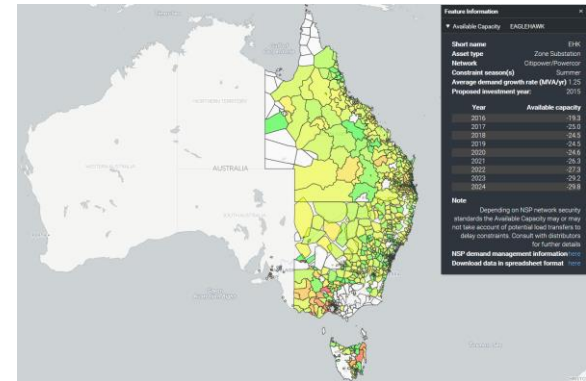 Feature Information
Available Capacity EAGLEHAWK
Short name EHK
Asset type Zone Substation
Network Citipower/Powercor
Constraint season(s) Summer
Average demand growth rate (MVA/yr) 1.25
Proposed investment year: 2015
Year Available capacity
2016 -19.3
2017 -25.0
2018 -24.5
2019 -24.5
2020 -24.6
2021 -26.3
2022 -27.3
2023 -29.2
2024 -29.8
Note
Depending on NSP network security
standards the Available Capacity may or may
not take account of potential load transfers to
delay constraints. Consult with distributors
for further details
NSP demand management information here
Download data in spreadsheet format here
NORTHERN TERRITORY
WESTERN AUSTRALIA
AUSTRALIA